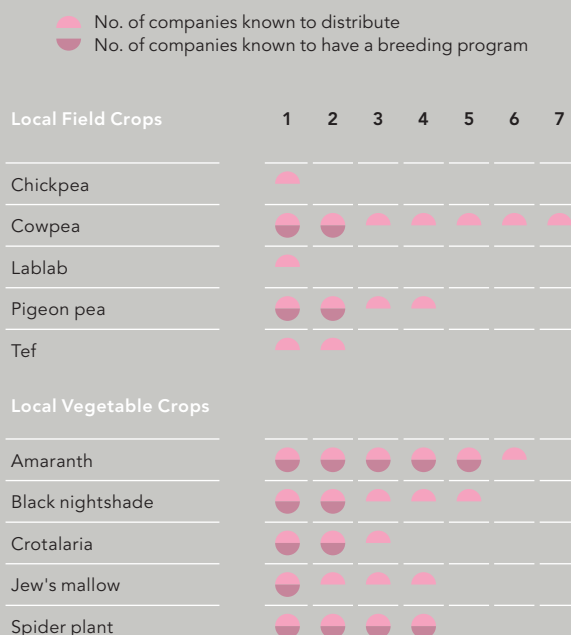 No. of companies known to distribute
No. of companies known to have a breeding program
Local Field Crops 1 2 3 4 5 6 7
Chickpea
Cowpea
Lablab
Pigeon pea
Tef
Local Vegetable Crops
Amaranth
Black nightshade
Crotalaria
Jew's mallow
Spider plant